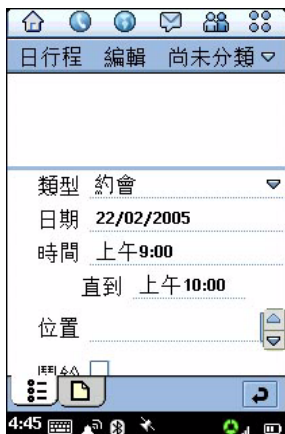 日行程 編輯 尚未分類
類型 約會
日期 22/02/2005
時間 上午9:00
直到 上午10:00
位置
4:45